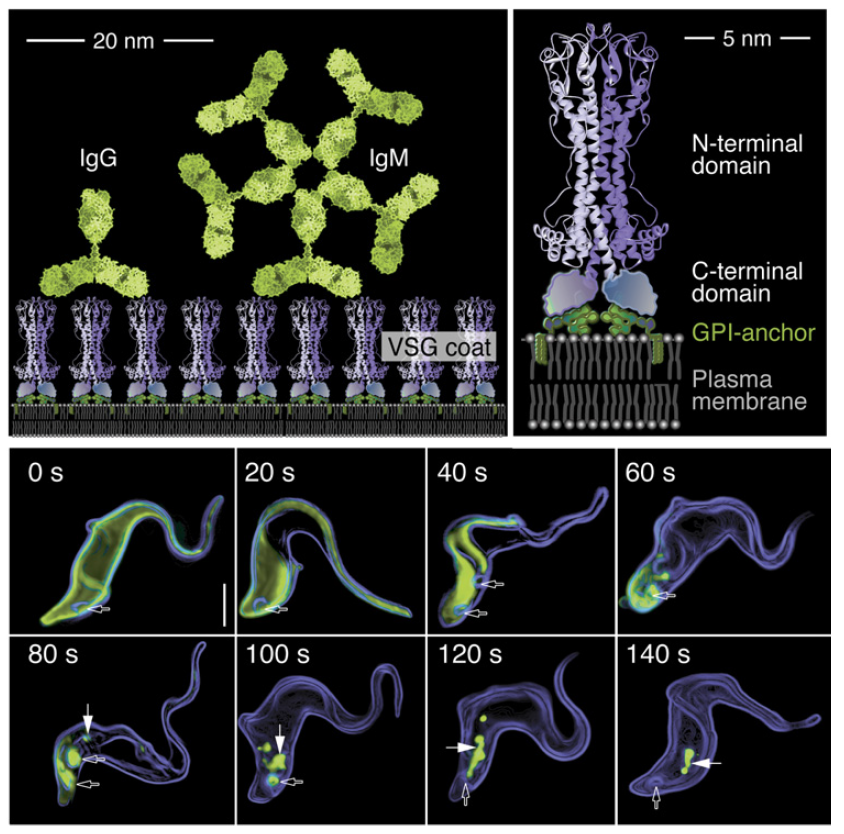 20 nm
IgG
IgM
VSG coat
5 nm
N-terminal
domain
C-terminal
domain
GPI-anchor
Plasma
membrane
0 s
20 s
40 s
60 s
80 s
100 s
120 s
140 s